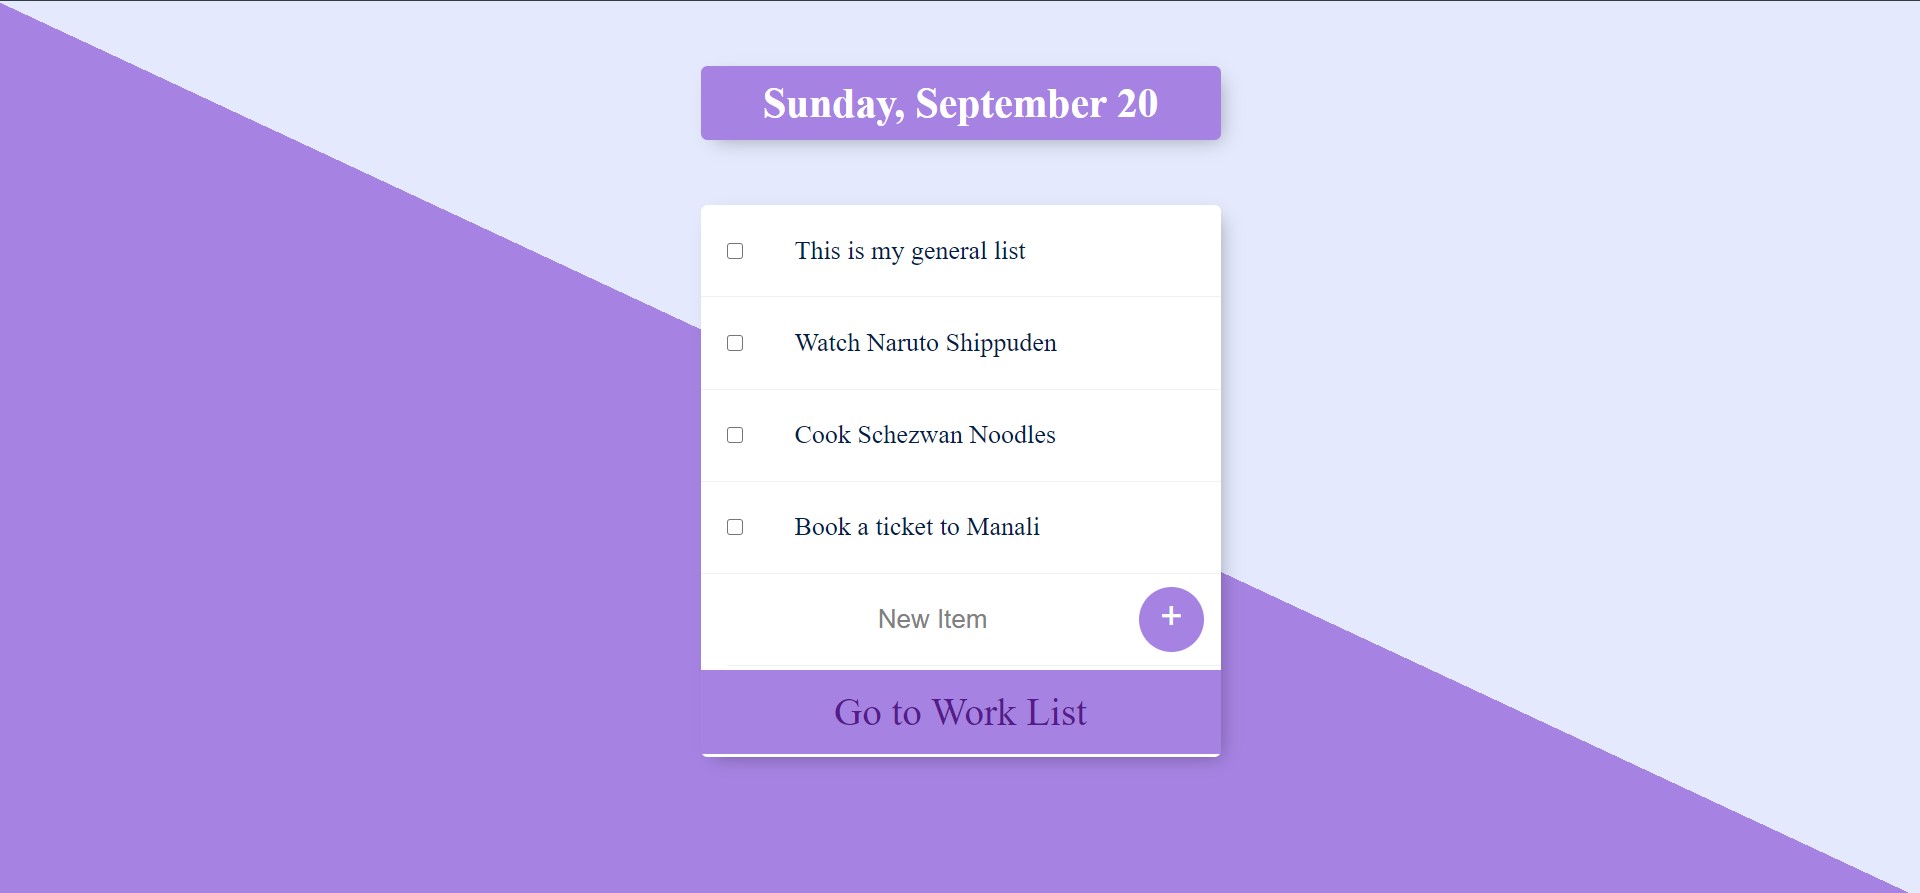 Sunday, September 20
This is my general list
Watch Naruto Shippuden
Cook Schezwan Noodles
Book a ticket to Manali
New Item
+
Go to Work List